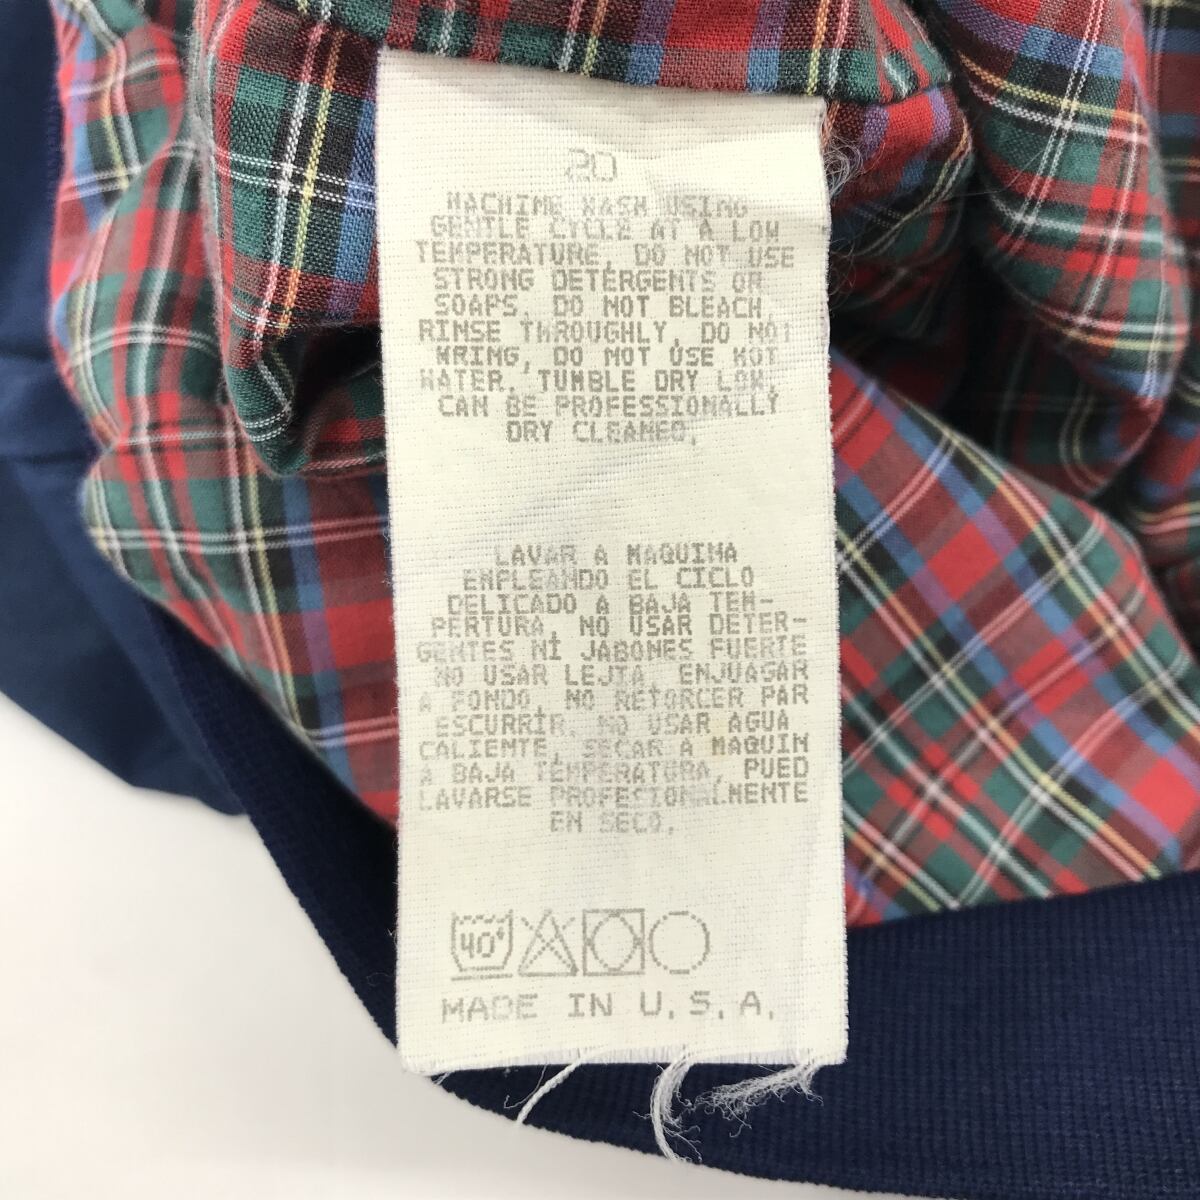 20
MACHINE WASH USING
GENTLE CYCLE AT A LOW
TEMPERATURE, DO NOT USE
STRONG DETERGENTS OR
SOAPS. DO NOT BLEACH.
RINSE THROUGHLY, DO NOT
WRING, DO NOT USE HOT
WATER. TUMBLE DRY LOW.
CAN BE PROFESSIONALLY
DRY CLEANED.
LAVAR A MAQUINA
EMPLEANDO EL CICLO
DELICADO A BAJA TEM-
PERTURA, NO USAR DETER-
GENTES NI JABONES FUERTE
NO USAR LEJIA, ENJUAGAR
A FONDO, NO RETORCER PAR
ESCURRIR, NO USAR AGUA
CALIENTE, SECAR A MAQUIN
A BAJA TEMPERATURA, PUED
LAVARSE PROFESIONALMENTE
EN SECO.
40°
MADE IN U.S.A.